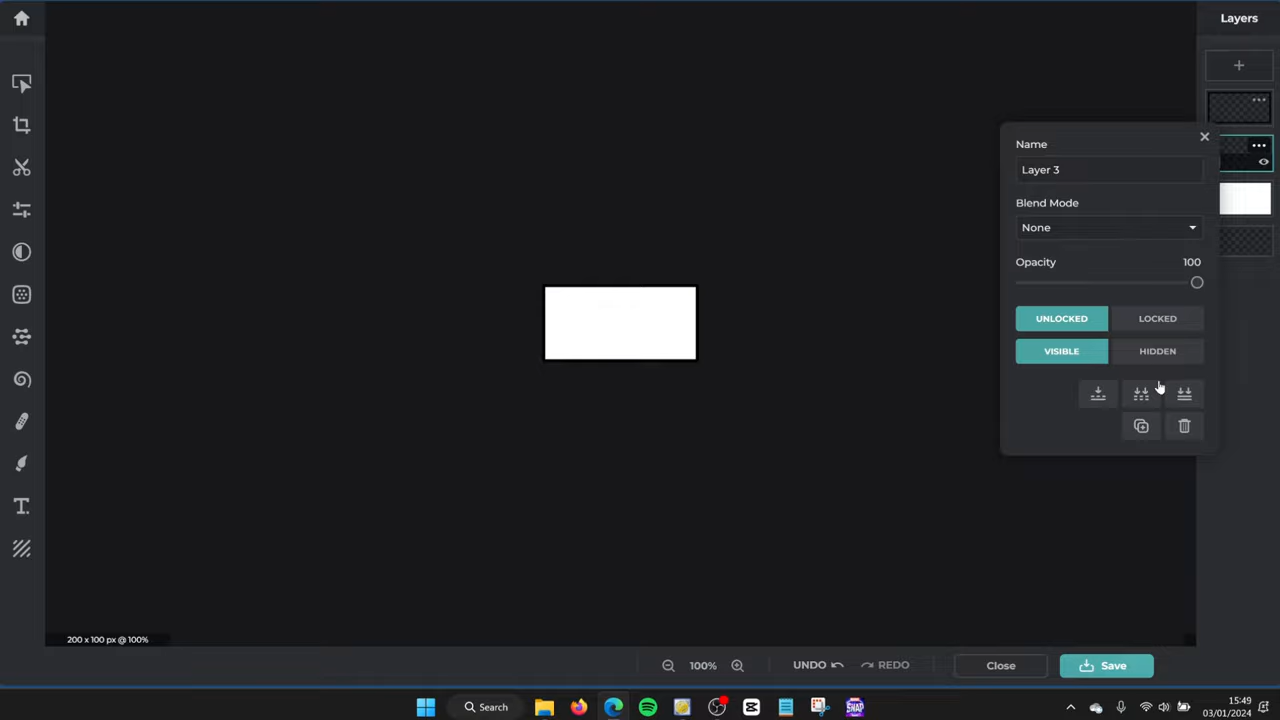 Layers
Name
Layer 3
Blend Mode
None
Opacity 100
UNLOCKED LOCKED
VISIBLE HIDDEN
200 x 100 px @ 100%
100% UNDO REDO Close Save
Search
15:49
03/01/2024